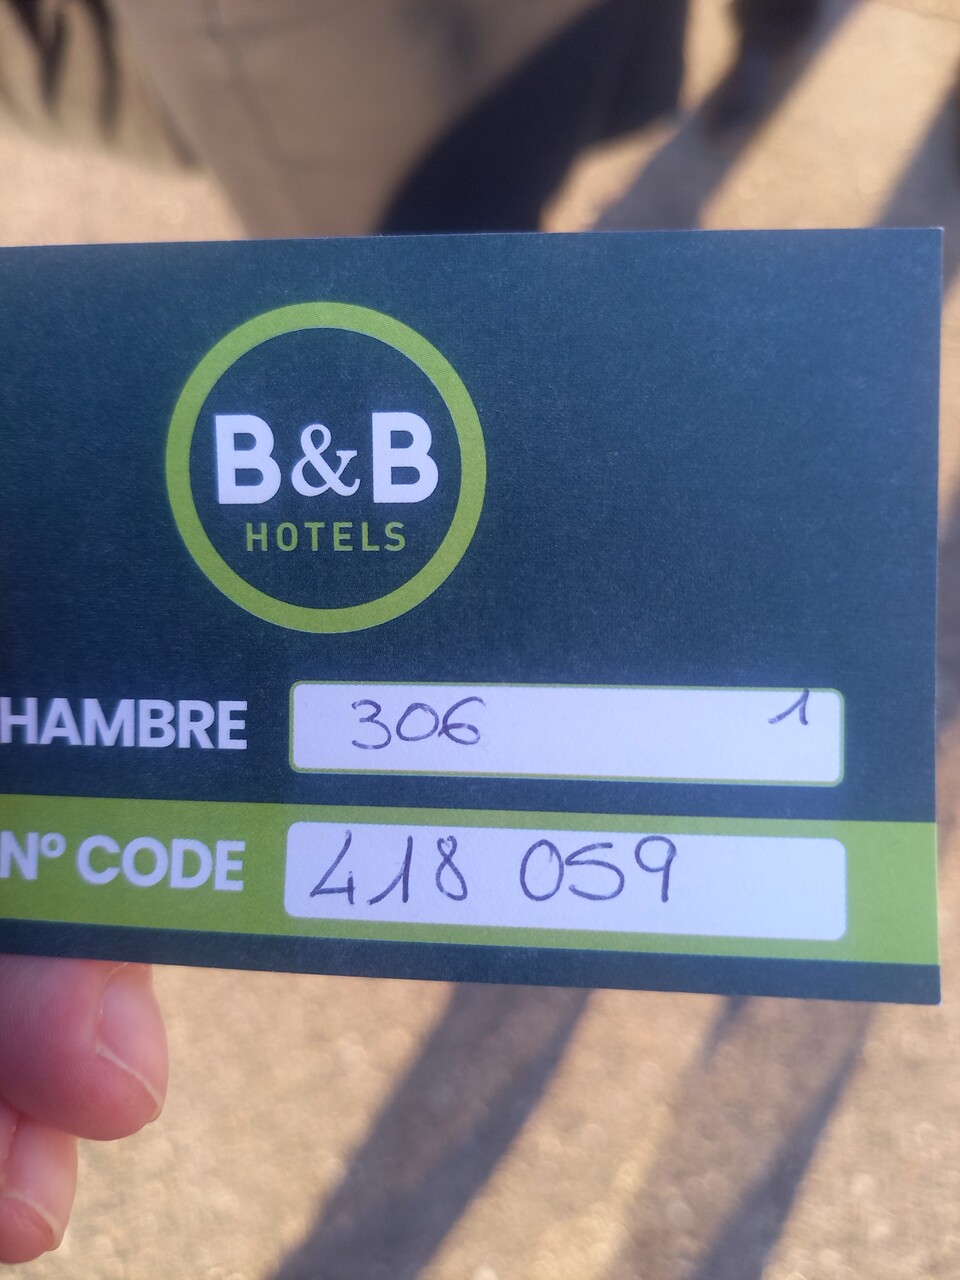 B&B
HOTELS
HAMBRE 306 1
N° CODE 418 059